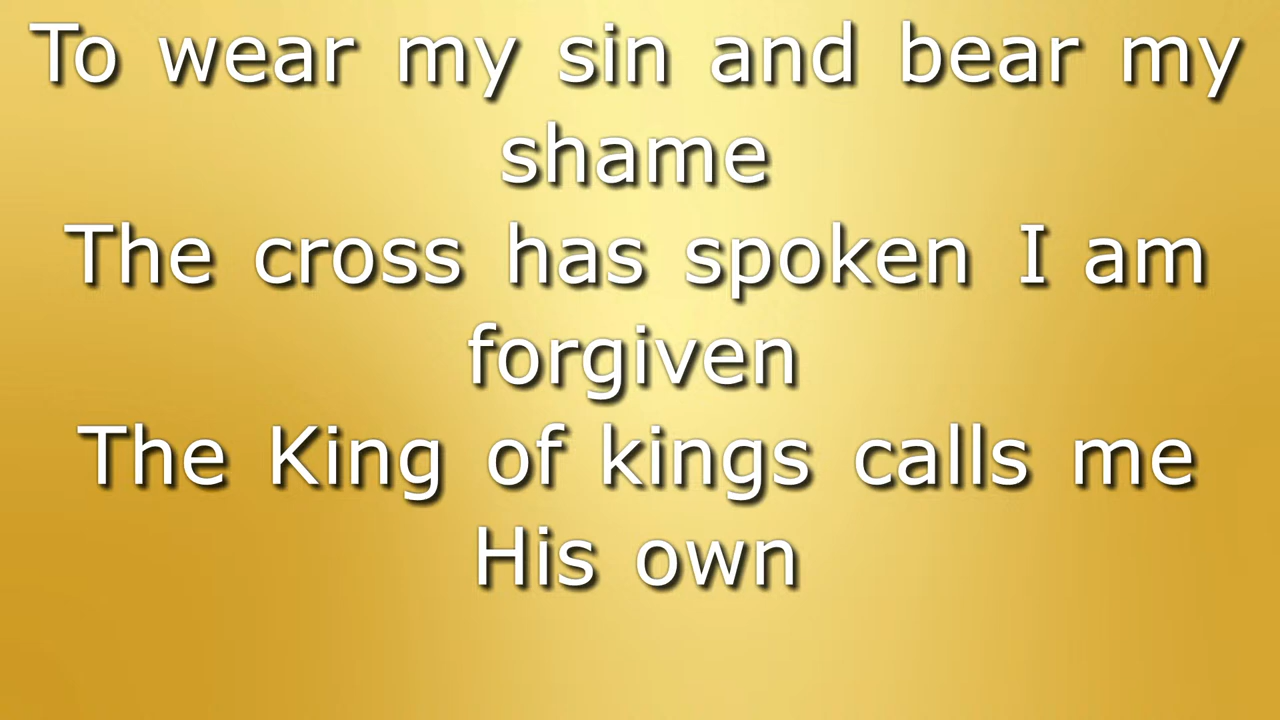 To wear my sin and bear my
shame
The cross has spoken I am
forgiven
The King of kings calls me
His own